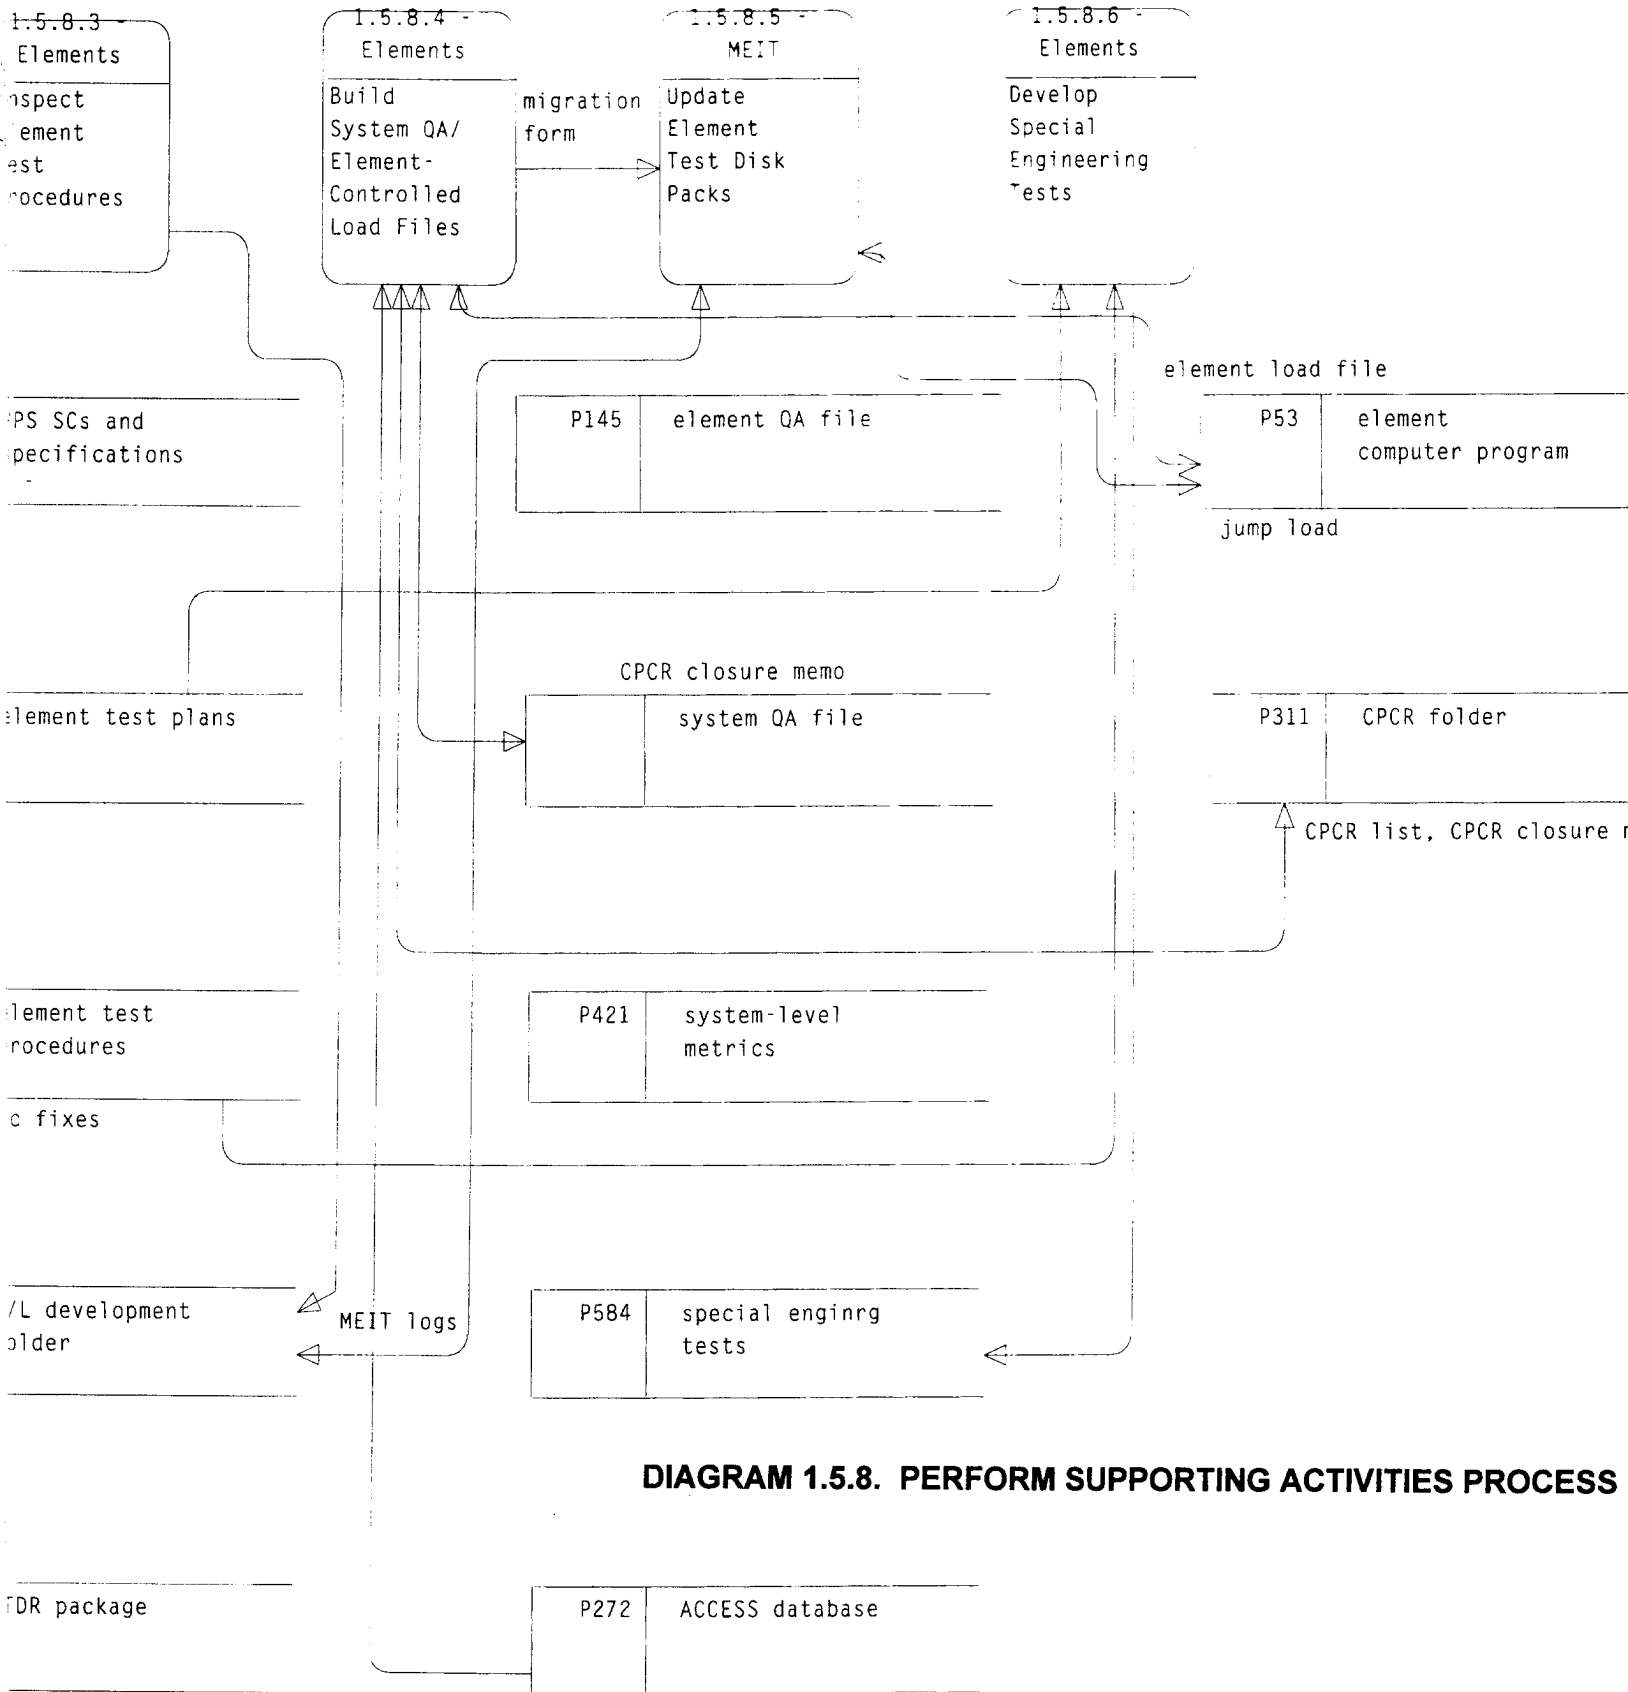 1.5.8.3 -
Elements
nspect
ement
est
rocedures
1.5.8.4 -
Elements
Build
System QA/
Element-
Controlled
Load Files
migration
form
1.5.8.5 -
MEIT
Update
Element
Test Disk
Packs
1.5.8.6 -
Elements
Develop
Special
Engineering
Tests
element load file
PS SCs and
pecifications
P145 element QA file
P53 element
computer program
jump load
CPCR closure memo
lement test plans
system QA file
P311 CPCR folder
CPCR list, CPCR closure
lement test
rocedures
P421 system-level
metrics
c fixes
/L development
older
MEIT logs
P584 special enginrg
tests
DIAGRAM 1.5.8. PERFORM SUPPORTING ACTIVITIES PROCESS
DR package
P272 ACCESS database